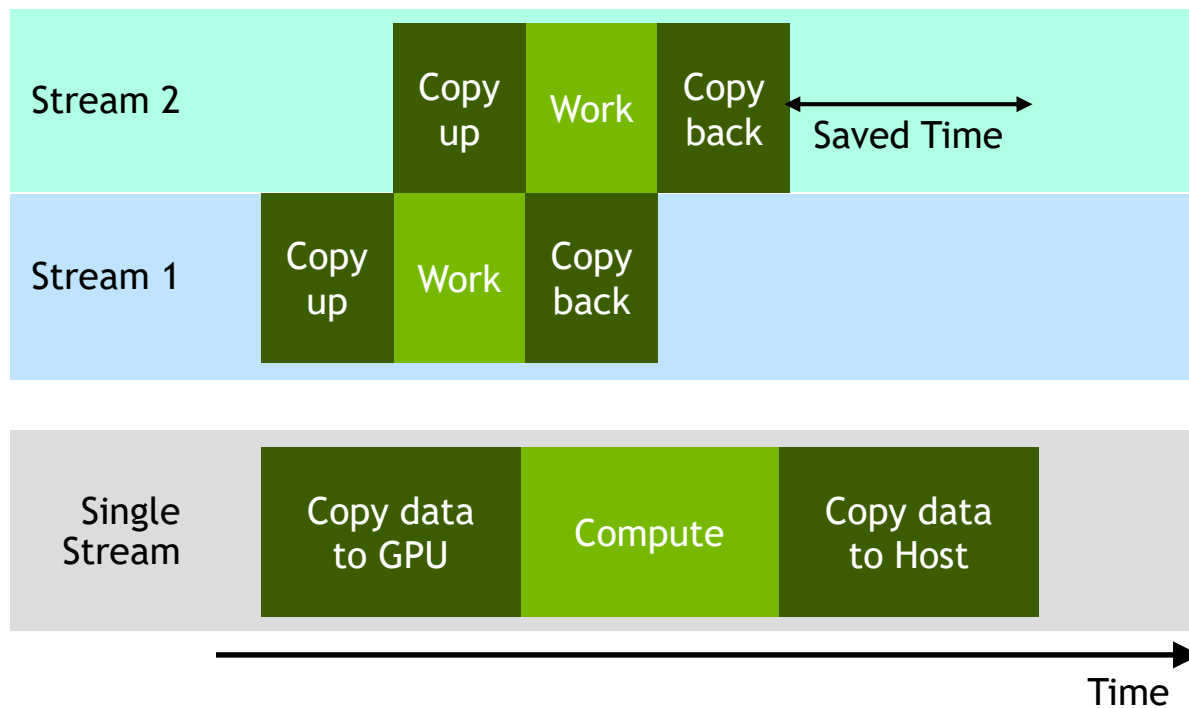 Stream 2
Copy
up
Work
Copy
back
Saved Time
Stream 1
Copy
up
Work
Copy
back
Single
Stream
Copy data
to GPU
Compute
Copy data
to Host
Time